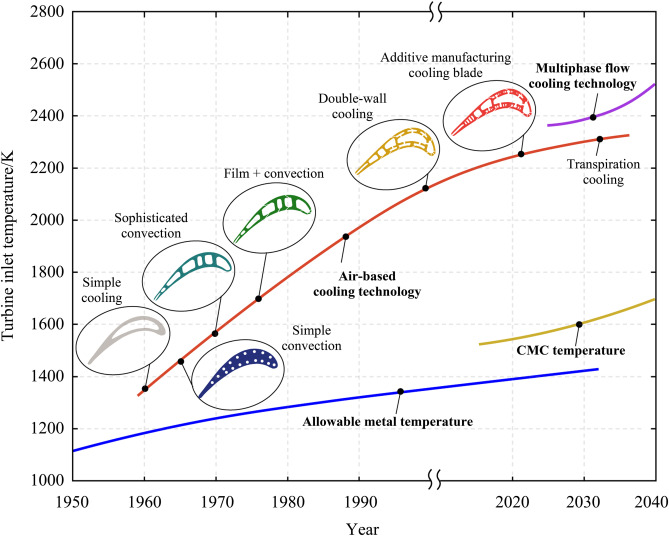 2800
2600
2400
2200
2000
1800
1600
1400
1200
1000
Turbine inlet temperature/K
Additive manufacturing
cooling blade
Multiphase flow
cooling technology
Double-wall
cooling
Transpiration
cooling
Film + convection
Sophisticated
convection
Air-based
cooling technology
Simple
cooling
Simple
convection
CMC temperature
Allowable metal temperature
1950
1960
1970
1980
1990
2020
2030
2040
Year